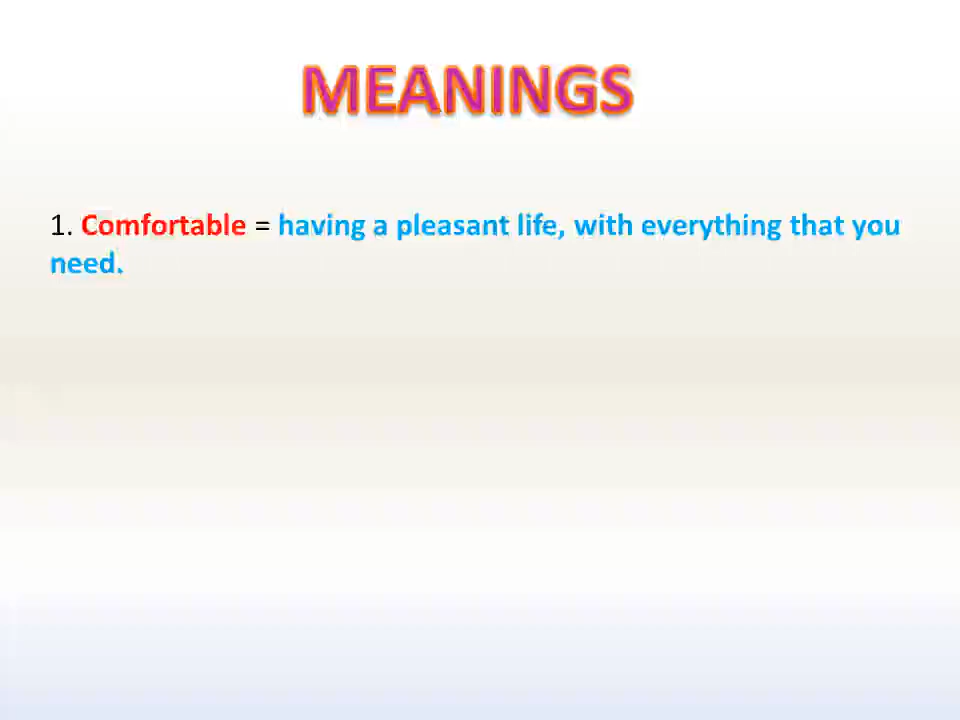 MEANINGS
1. Comfortable = having a pleasant life, with everything that you
need.